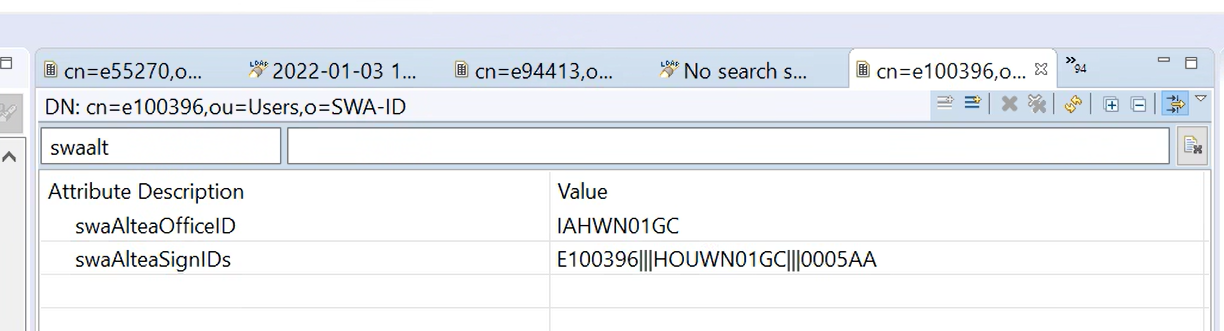 cn=e55270,o... 2022-01-03 1... cn=e94413,o... No search s... cn=e100396,o... »94
DN: cn=e100396,ou=Users,o=SWA-ID
swaalt
Attribute Description Value
swaAlteaOfficeID IAHWN01GC
swaAlteaSignIDs E100396|||HOUWN01GC|||0005AA